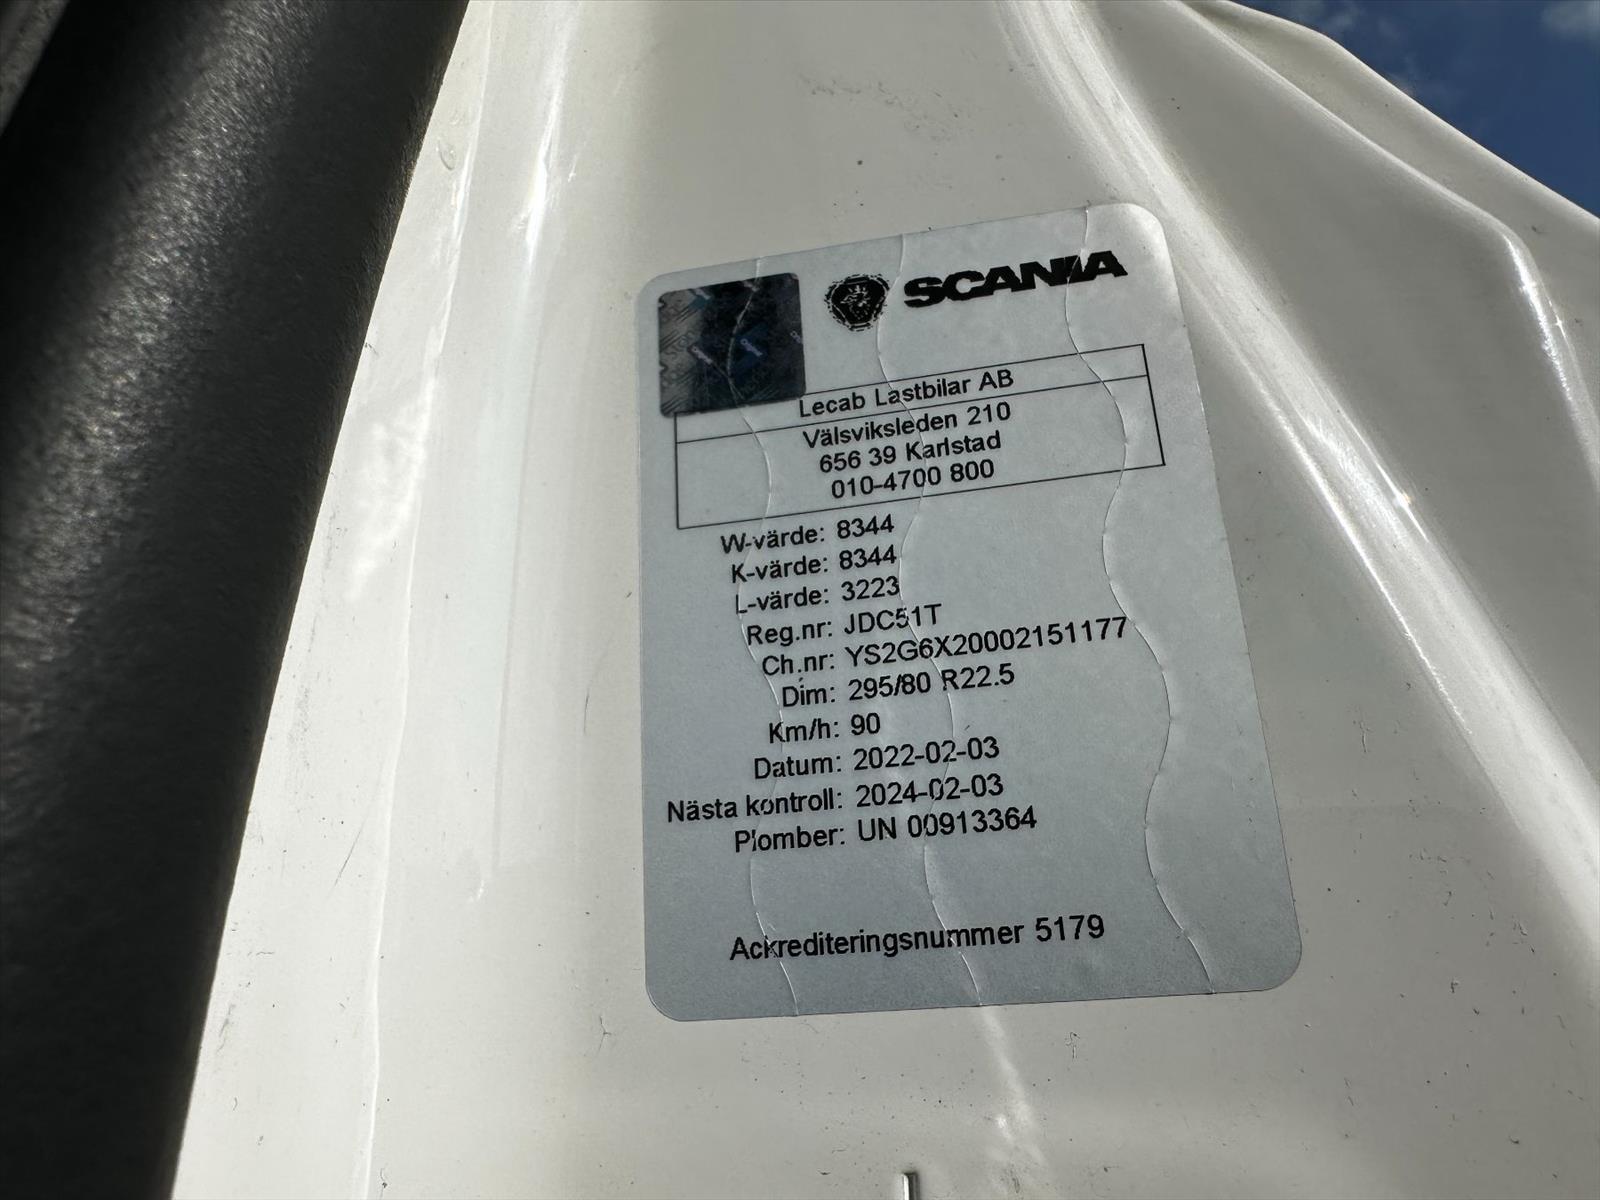 SCANIA
Lecab Lastbilar AB
Välsviksleden 210
656 39 Karlstad
010-4700 800
W-värde: 8344
K-värde: 8344
L-värde: 3223
Reg.nr: JDC51T
Ch.nr: YS2G6X20002151177
Dim: 295/80 R22.5
Km/h: 90
Datum: 2022-02-03
Nästa kontroll: 2024-02-03
Plomber: UN 00913364
Ackrediteringsnummer 5179